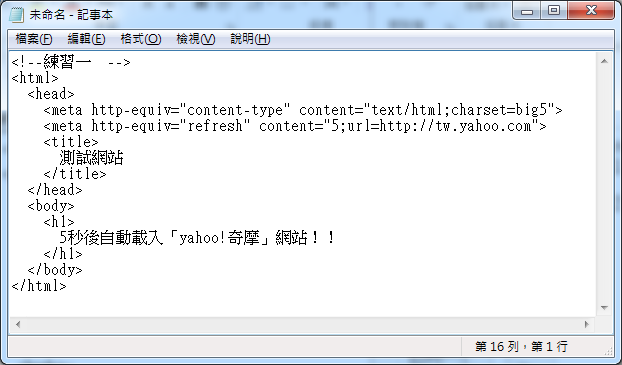 未命名 - 記事本
檔案(F) 編輯(E) 格式(O) 檢視(V) 說明(H)
<!--練習一  -->
<html>
  <head>
    <meta http-equiv="content-type" content="text/html;charset=big5">
    <meta http-equiv="refresh" content="5;url=http://tw.yahoo.com">
    <title>
      測試網站
    </title>
  </head>
  <body>
    <h1>
      5秒後自動載入「yahoo!奇摩」網站！！
    </h1>
  </body>
</html>
第 16 列，第 1 行